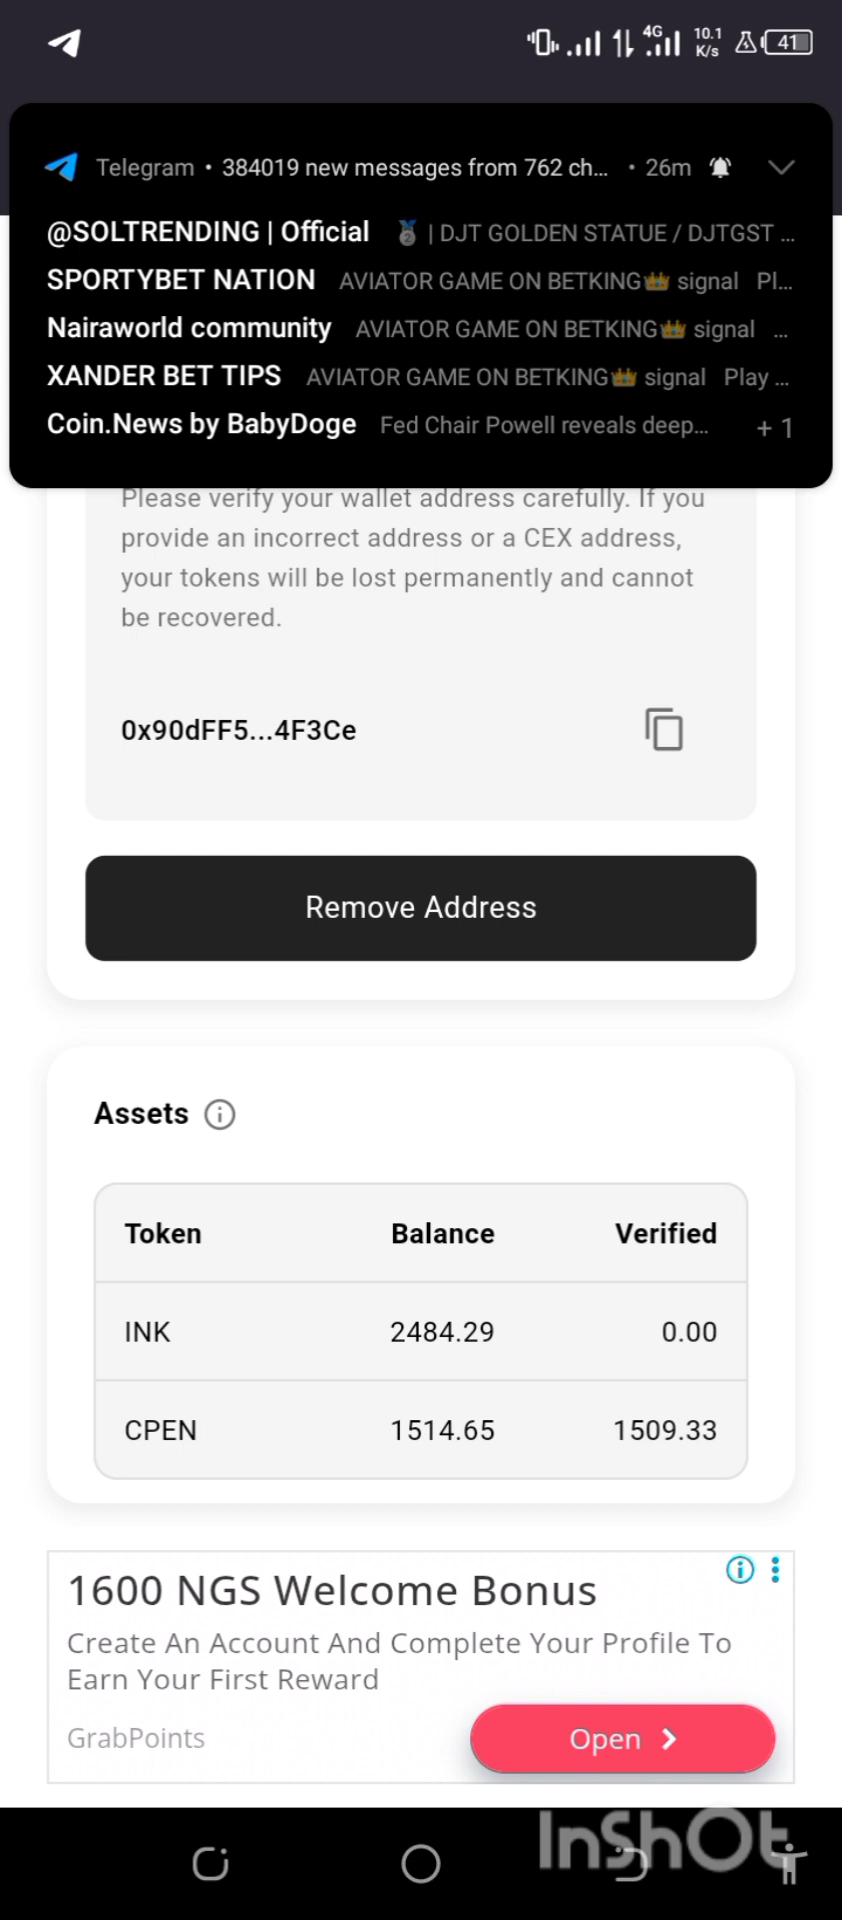 4G
10.1
K/s
41
Telegram • 384019 new messages from 762 ch... • 26m
@SOLTRENDING | Official 🥈 | DJT GOLDEN STATUE / DJTGST ...
SPORTYBET NATION AVIATOR GAME ON BETKING👑 signal Pl...
Nairaworld community AVIATOR GAME ON BETKING👑 signal ...
XANDER BET TIPS AVIATOR GAME ON BETKING👑 signal Play ...
Coin.News by BabyDoge Fed Chair Powell reveals deep... + 1
Please verify your wallet address carefully. If you
provide an incorrect address or a CEX address,
your tokens will be lost permanently and cannot
be recovered.
0x90dFF5...4F3Ce
Remove Address
Assets
Token Balance Verified
INK 2484.29 0.00
CPEN 1514.65 1509.33
1600 NGS Welcome Bonus
Create An Account And Complete Your Profile To
Earn Your First Reward
GrabPoints
Open
InShOt